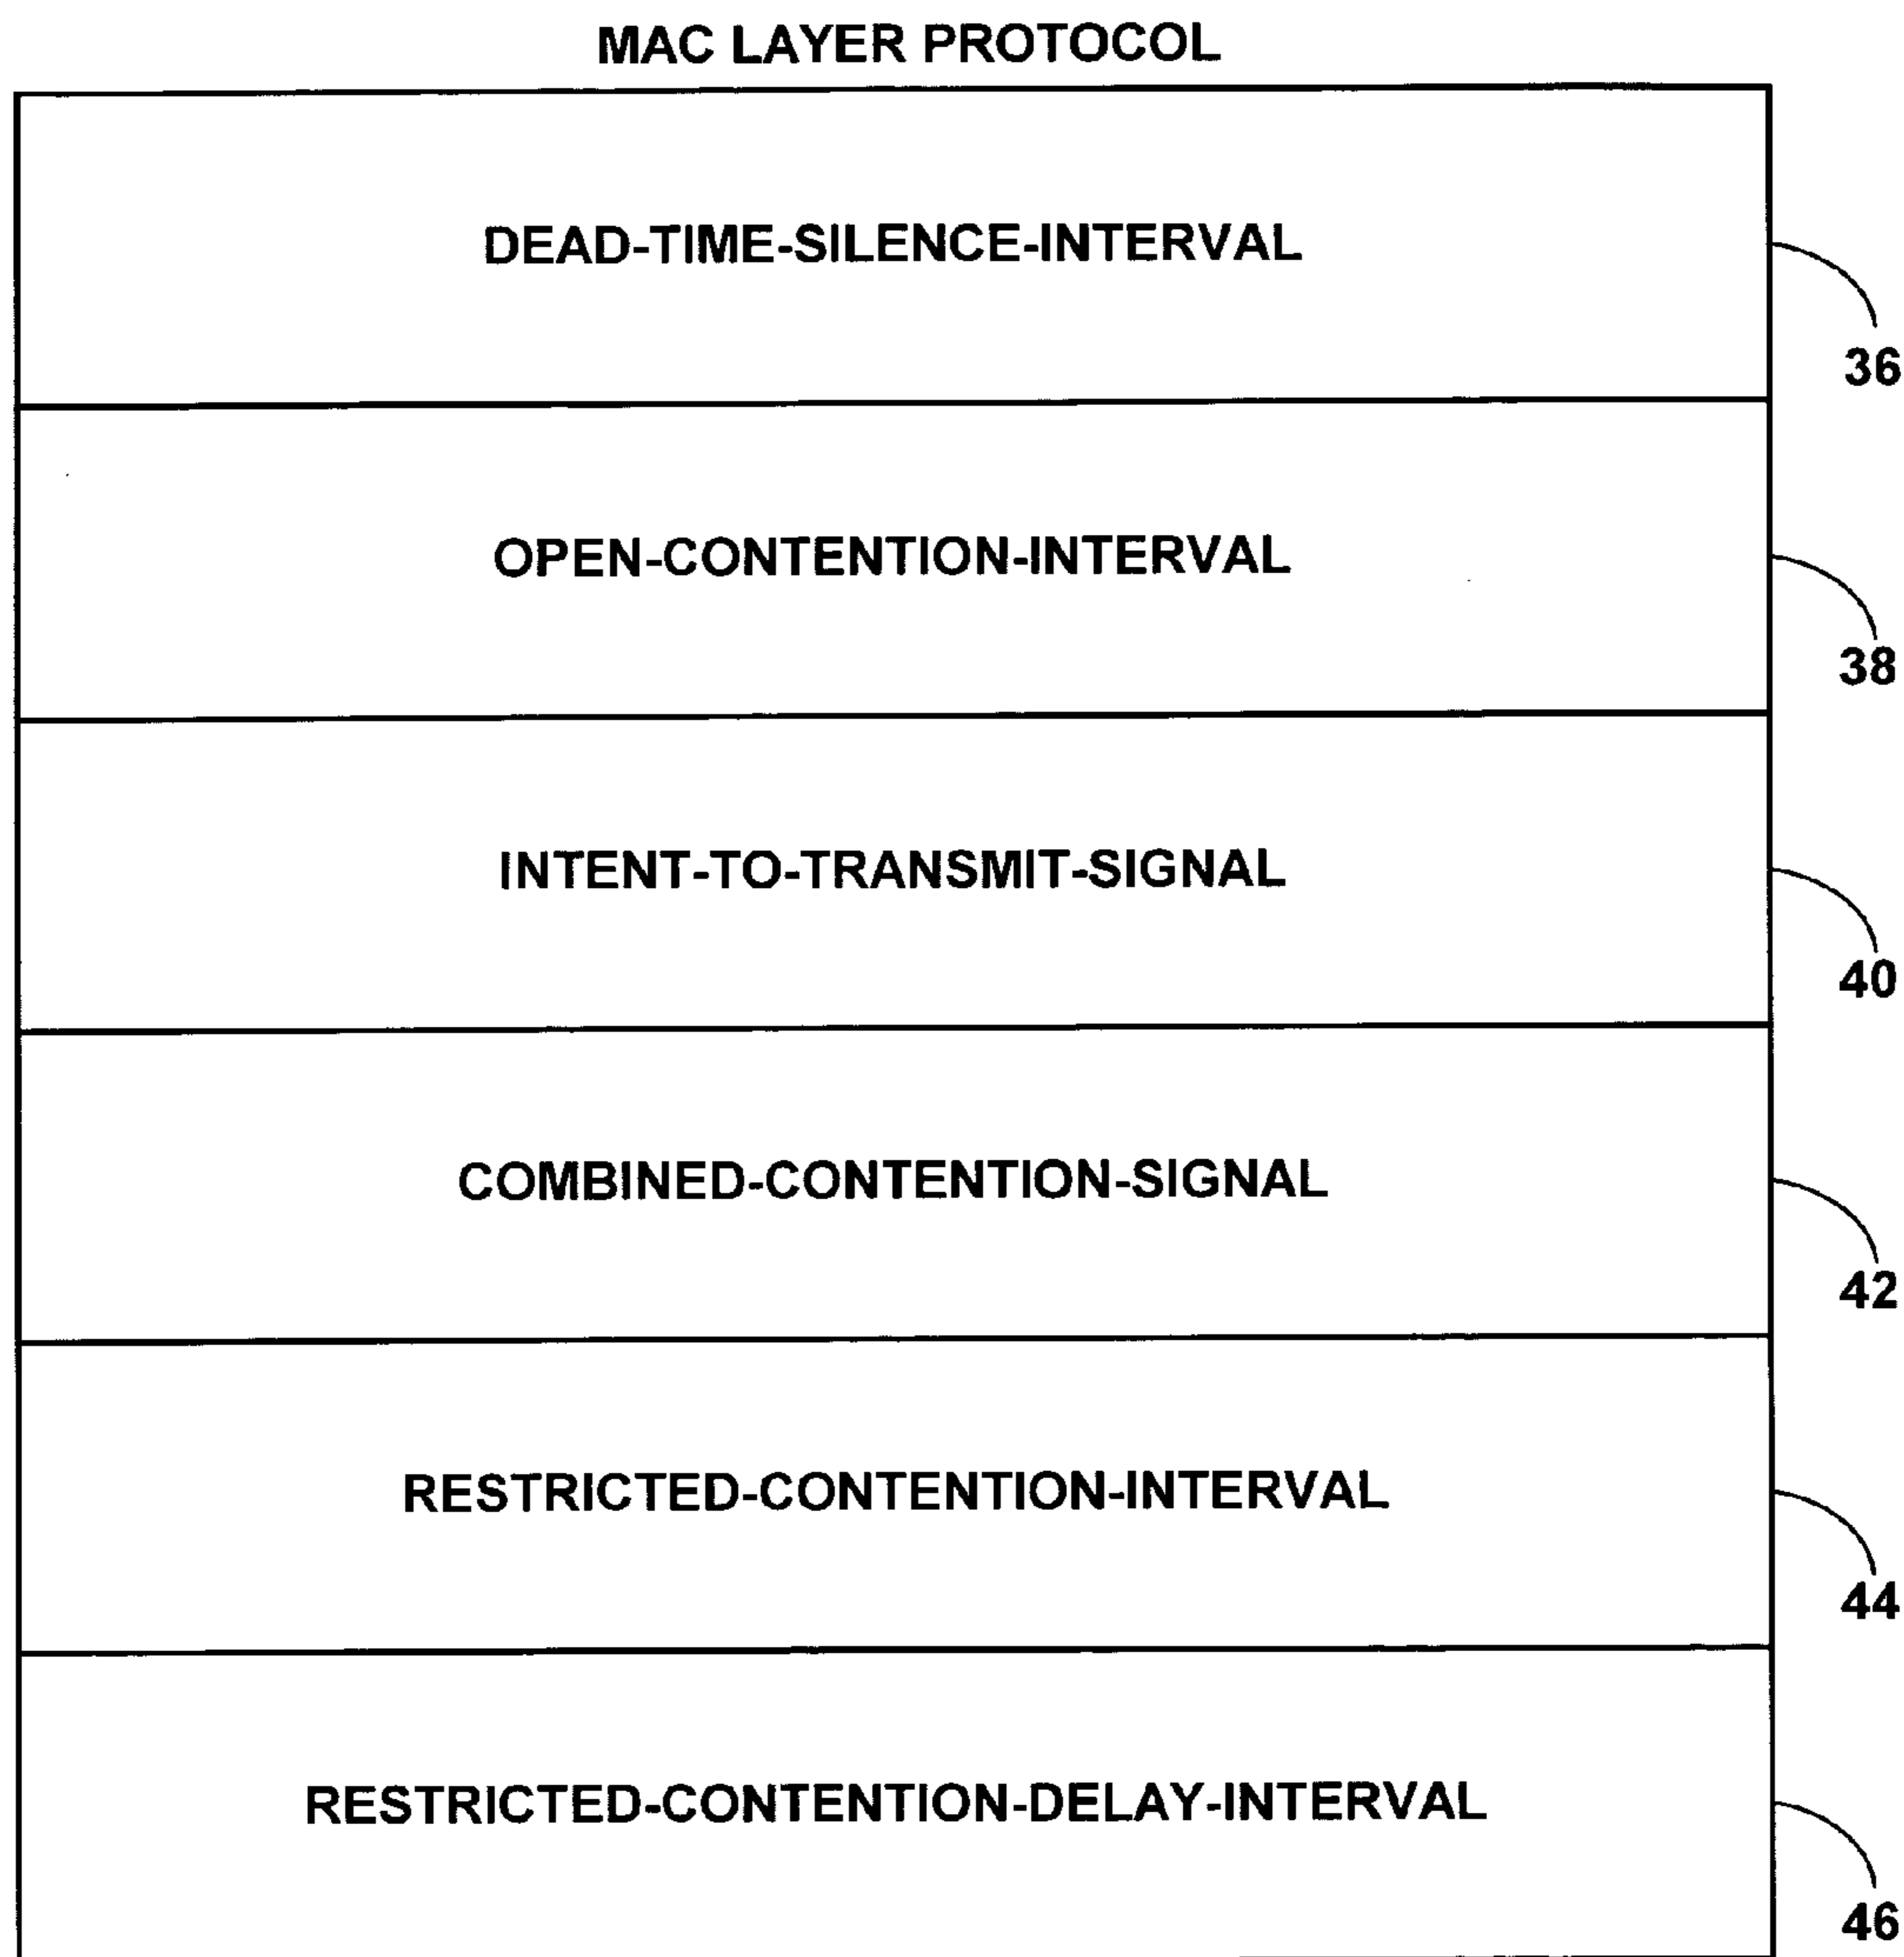 MAC LAYER PROTOCOL
DEAD-TIME-SILENCE-INTERVAL
36
OPEN-CONTENTION-INTERVAL
38
INTENT-TO-TRANSMIT-SIGNAL
40
COMBINED-CONTENTION-SIGNAL
42
RESTRICTED-CONTENTION-INTERVAL
44
RESTRICTED-CONTENTION-DELAY-INTERVAL
46